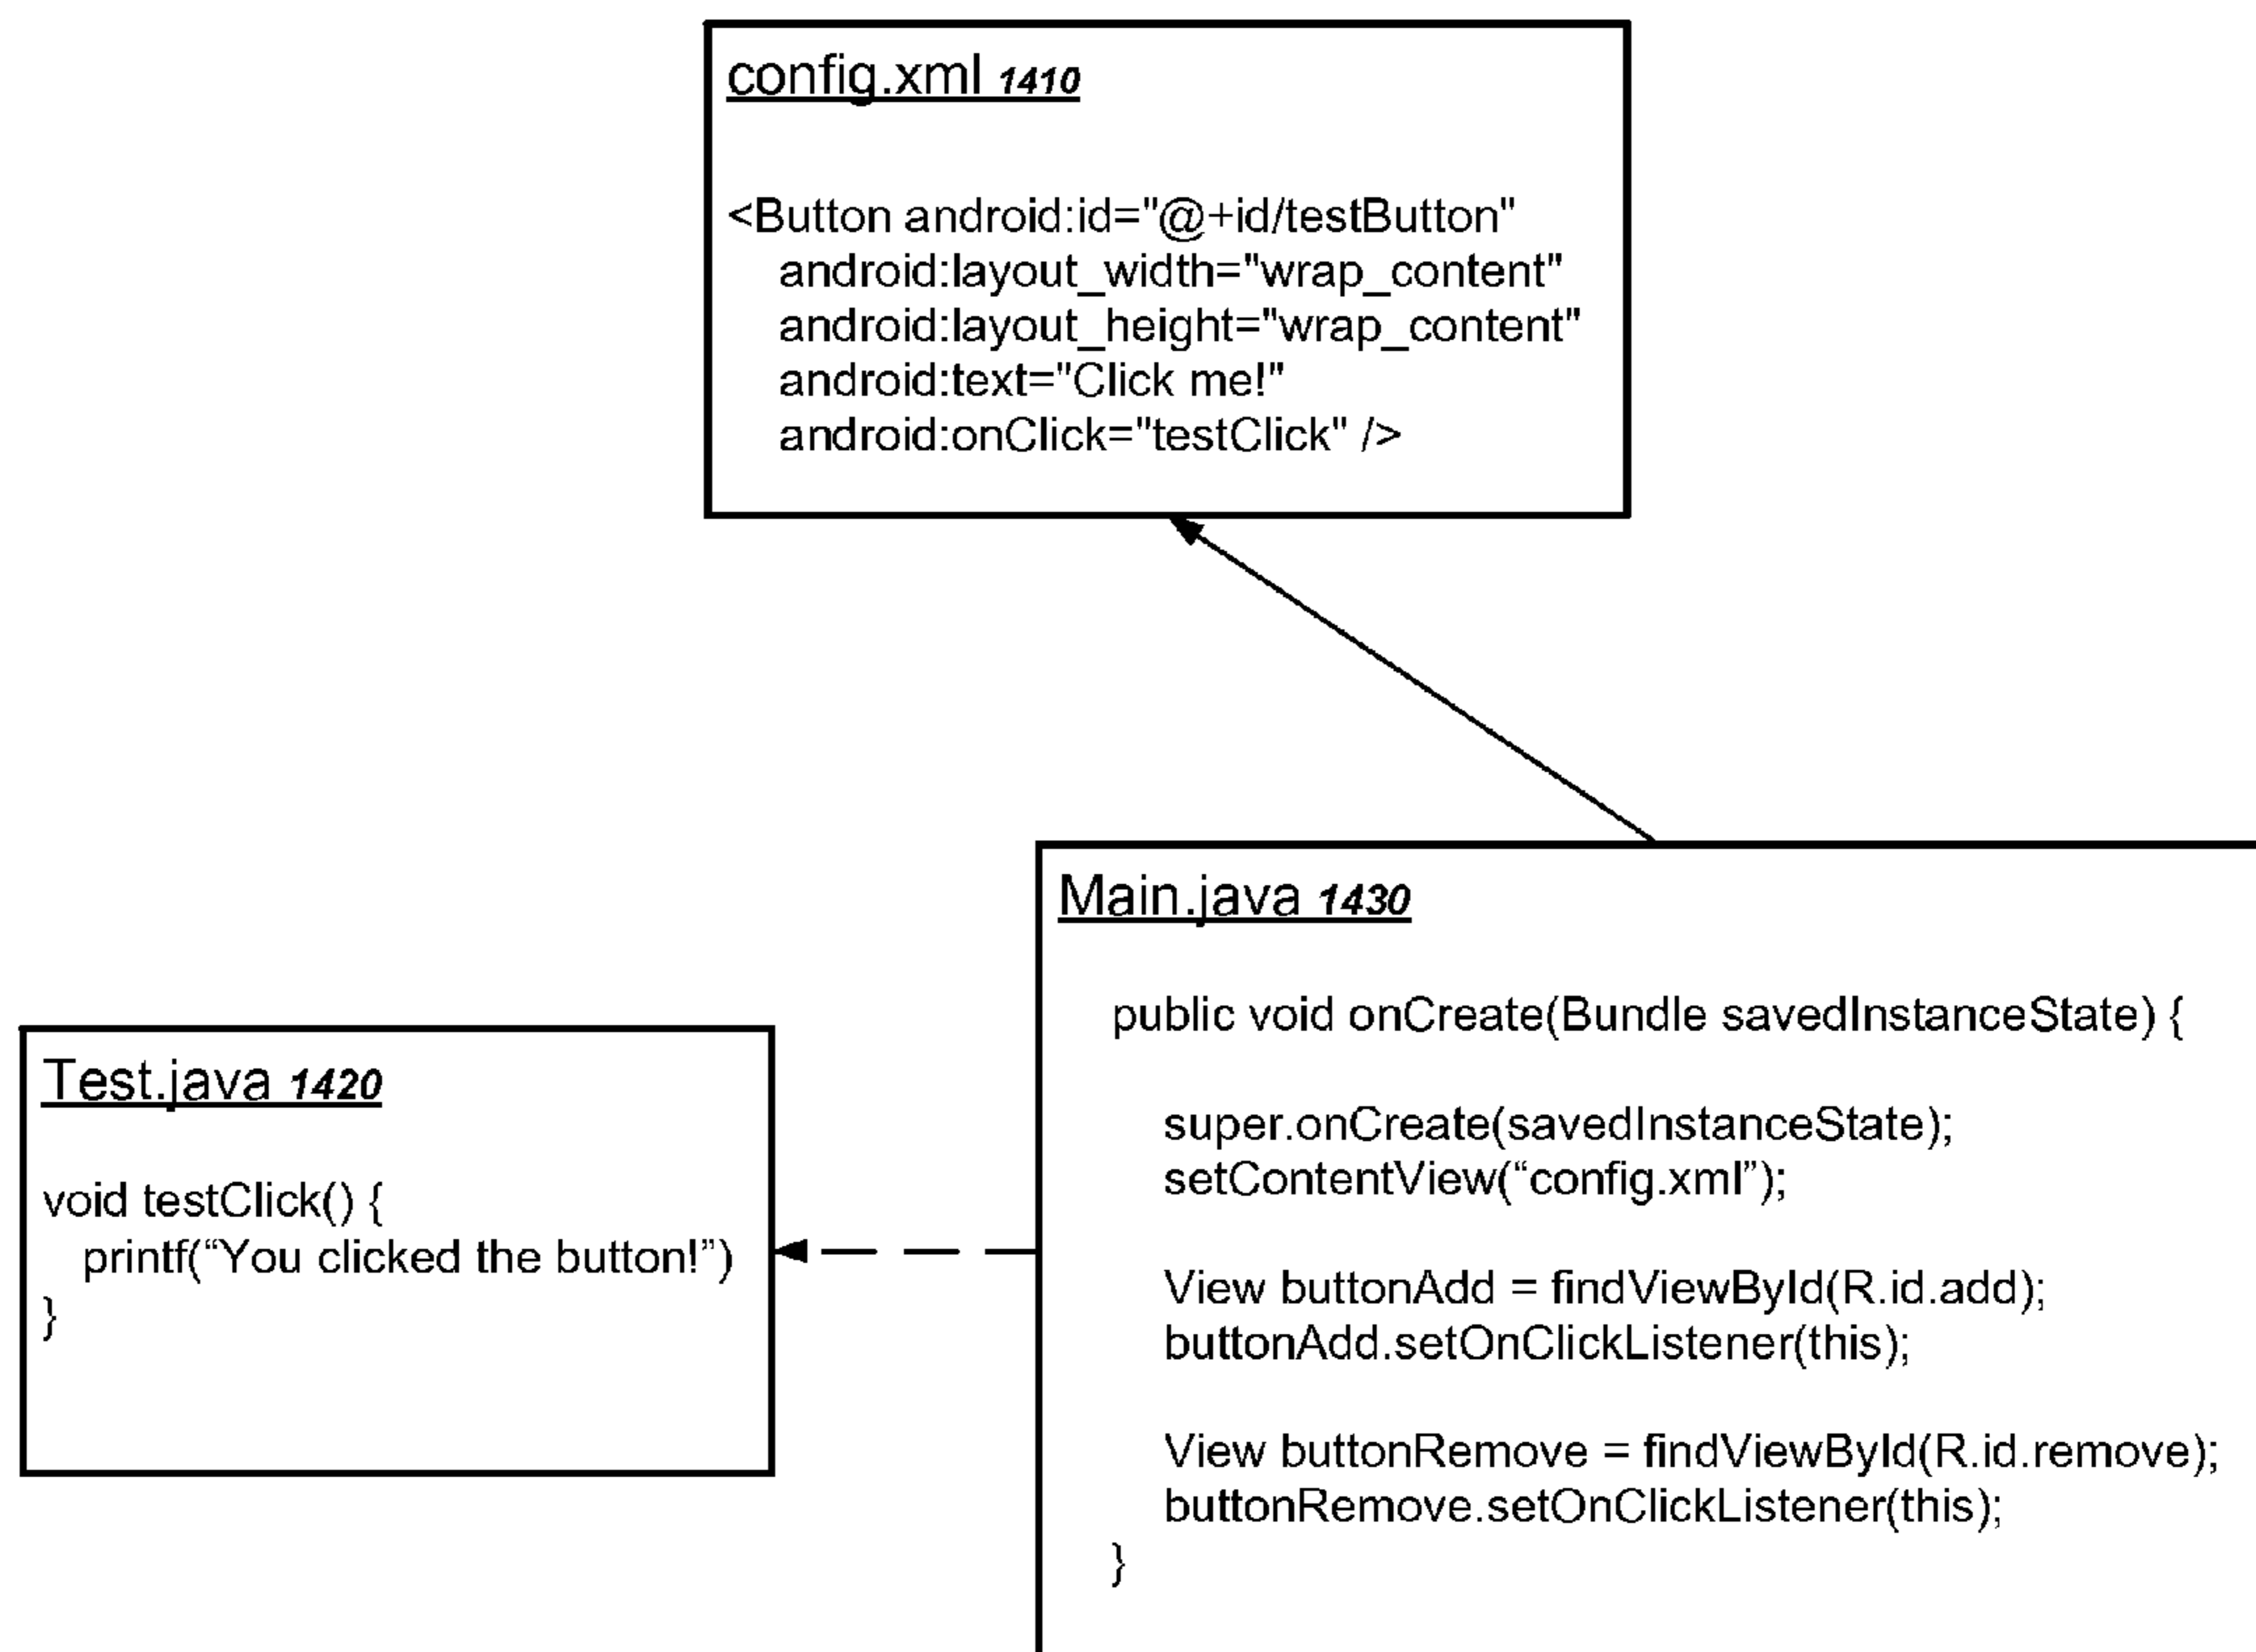 config.xml 1410
<Button android:id="@+id/testButton"
android:layout_width="wrap_content"
android:layout_height="wrap_content"
android:text="Click me!"
android:onClick="testClick" />
Test.java 1420
void testClick() {
printf(“You clicked the button!”)
}
Main.java 1430
public void onCreate(Bundle savedInstanceState) {
super.onCreate(savedInstanceState);
setContentView(“config.xml”);
View buttonAdd = findViewById(R.id.add);
buttonAdd.setOnClickListener(this);
View buttonRemove = findViewById(R.id.remove);
buttonRemove.setOnClickListener(this);
}